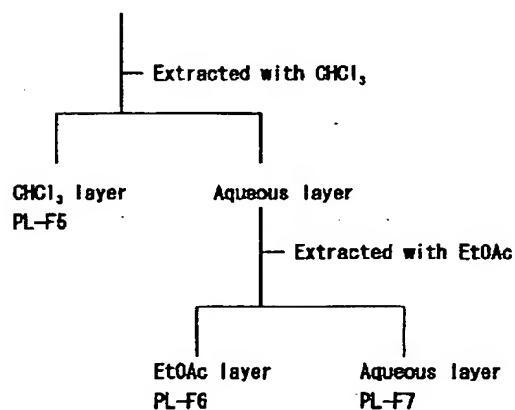 Extracted with CHCl₃
CHCl₃ layer
PL-F5
Aqueous layer
Extracted with EtOAc
EtOAc layer
PL-F6
Aqueous layer
PL-F7